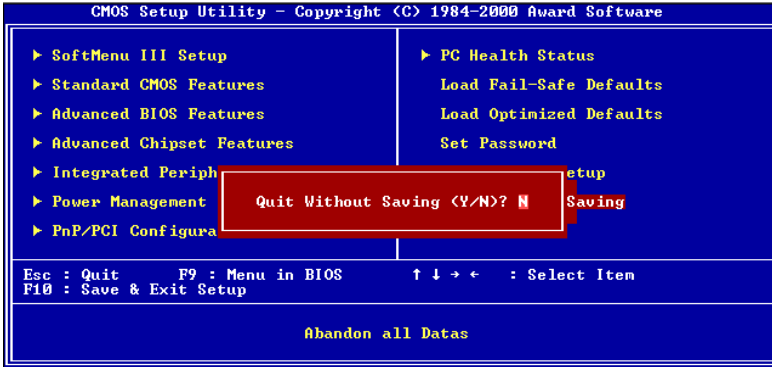 CMOS Setup Utility - Copyright (C) 1984-2000 Award Software
▶ SoftMenu III Setup
▶ Standard CMOS Features
▶ Advanced BIOS Features
▶ Advanced Chipset Features
▶ Integrated Periph
▶ Power Management
▶ PnP/PCI Configura
▶ PC Health Status
Load Fail-Safe Defaults
Load Optimized Defaults
Set Password
etup
Saving
Quit Without Saving (Y/N)? N
Esc : Quit F9 : Menu in BIOS ↑ ↓ → ← : Select Item
F10 : Save & Exit Setup
Abandon all Datas